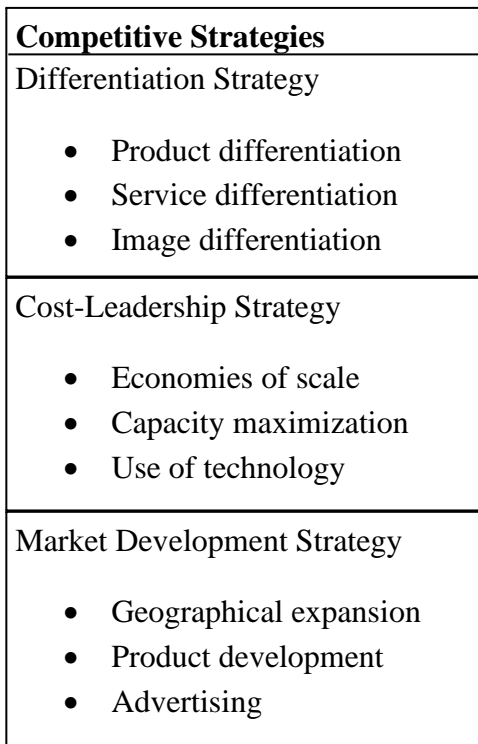 Competitive Strategies
Differentiation Strategy
• Product differentiation
• Service differentiation
• Image differentiation
Cost-Leadership Strategy
• Economies of scale
• Capacity maximization
• Use of technology
Market Development Strategy
• Geographical expansion
• Product development
• Advertising